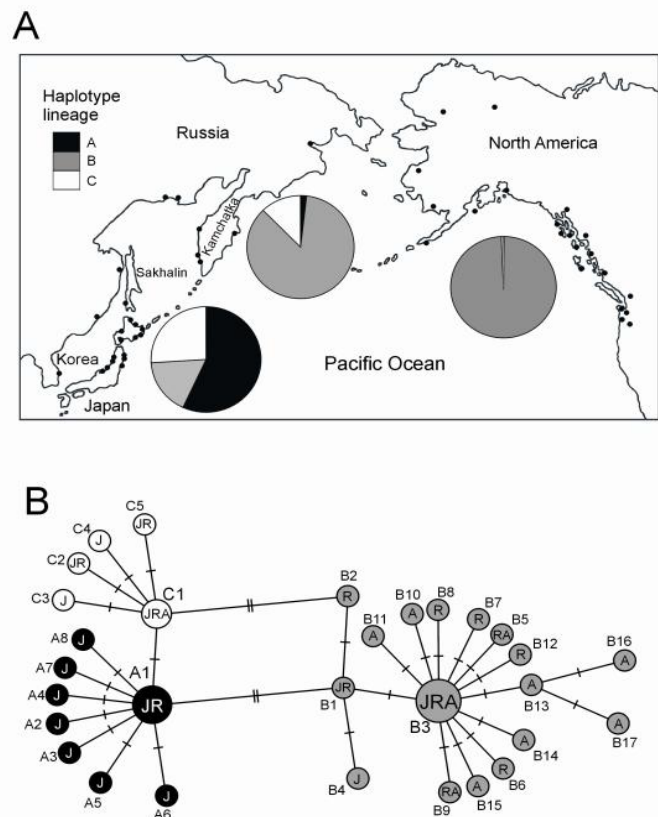 A
Haplotype
lineage
A
B
C
Russia
North America
Kamchatka
Sakhalin
Korea
Japan
Pacific Ocean
B
C5
JR
C4
J
C2
JR
C3
J
C1
JRA
B2
R
A8
J
A7
J
A4
J
A2
J
A3
J
A5
J
A6
J
A1
JR
B1
JR
B4
J
B3
JRA
B11
A
B10
A
B8
R
B7
R
B5
RA
B12
R
B16
A
B13
A
B17
A
B14
A
B6
R
B15
A
B9
RA